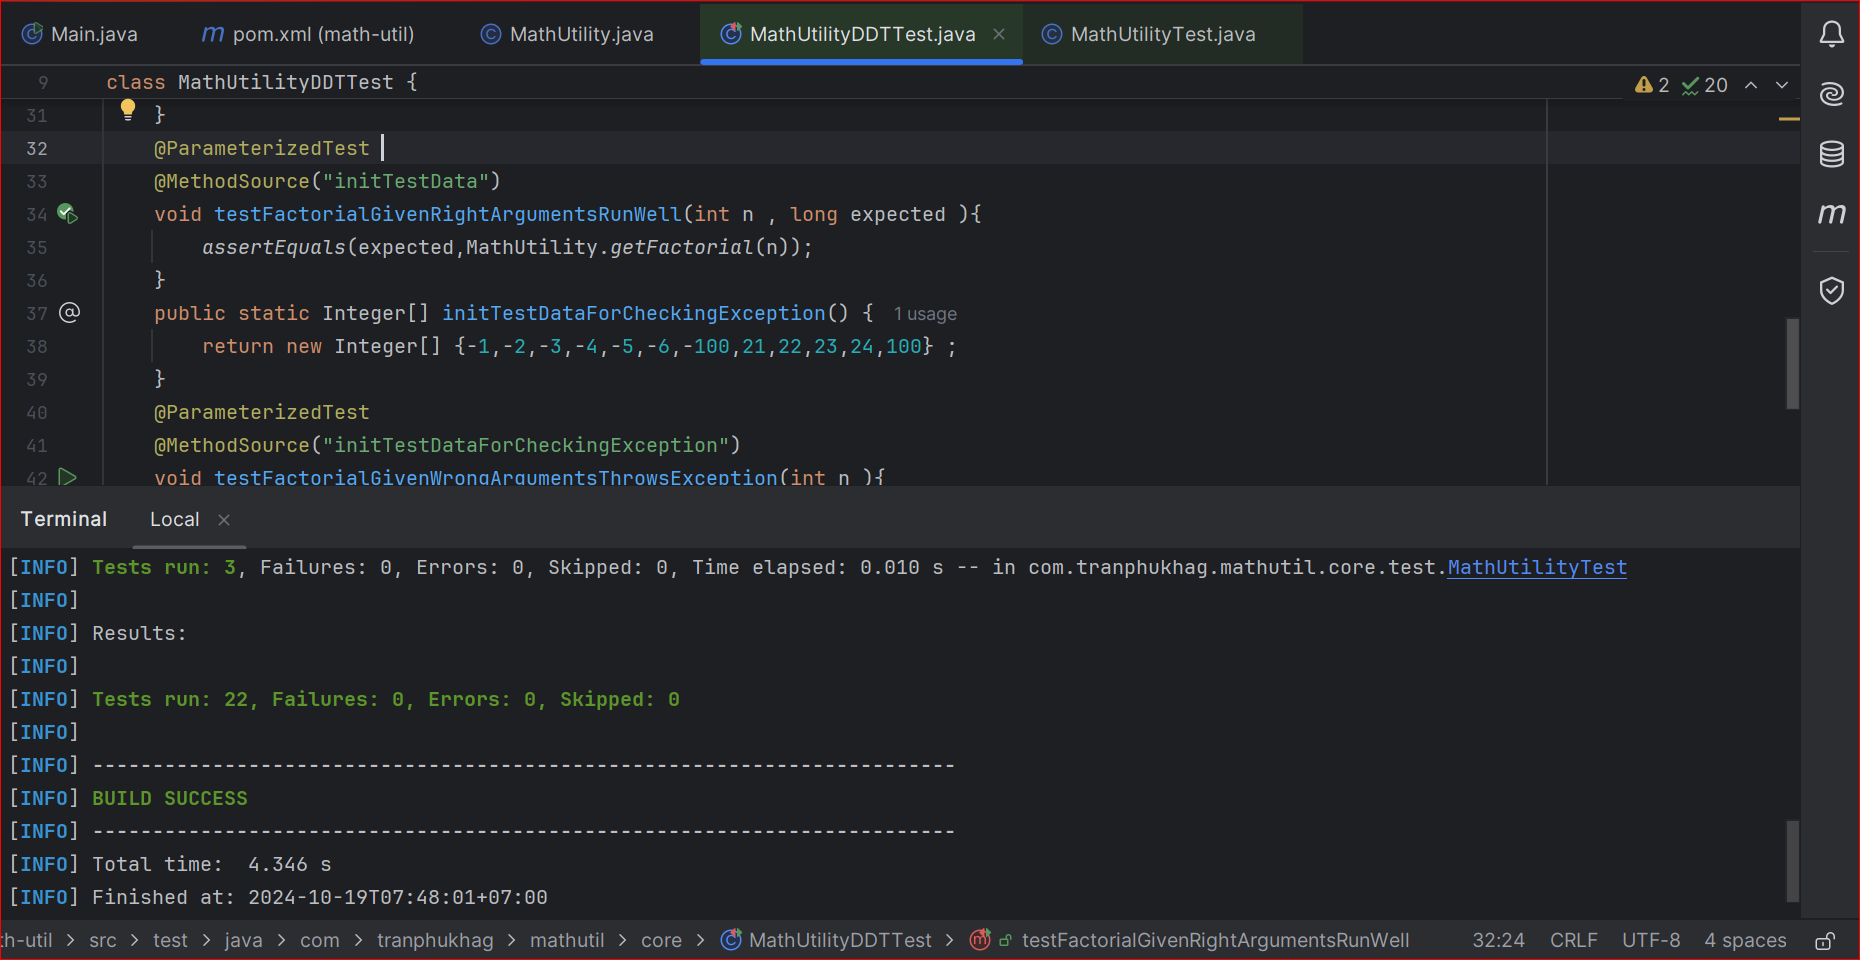 Main.java pom.xml (math-util) MathUtility.java MathUtilityDDTTest.java MathUtilityTest.java
9 class MathUtilityDDTTest { 2 20
31 }
32 @ParameterizedTest
33 @MethodSource("initTestData")
34 void testFactorialGivenRightArgumentsRunWell(int n , long expected ){
35 assertEquals(expected,MathUtility.getFactorial(n));
36 }
37 public static Integer[] initTestDataForCheckingException() { 1 usage
38 return new Integer[] {-1,-2,-3,-4,-5,-6,-100,21,22,23,24,100} ;
39 }
40 @ParameterizedTest
41 @MethodSource("initTestDataForCheckingException")
42 void testFactorialGivenWrongArgumentsThrowsException(int n ){
Terminal Local
[INFO] Tests run: 3, Failures: 0, Errors: 0, Skipped: 0, Time elapsed: 0.010 s -- in com.tranphukhag.mathutil.core.test.MathUtilityTest
[INFO]
[INFO] Results:
[INFO]
[INFO] Tests run: 22, Failures: 0, Errors: 0, Skipped: 0
[INFO]
[INFO] ------------------------------------------------------------------------
[INFO] BUILD SUCCESS
[INFO] ------------------------------------------------------------------------
[INFO] Total time:  4.346 s
[INFO] Finished at: 2024-10-19T07:48:01+07:00
th-util > src > test > java > com > tranphukhag > mathutil > core > MathUtilityDDTTest > testFactorialGivenRightArgumentsRunWell 32:24 CRLF UTF-8 4 spaces